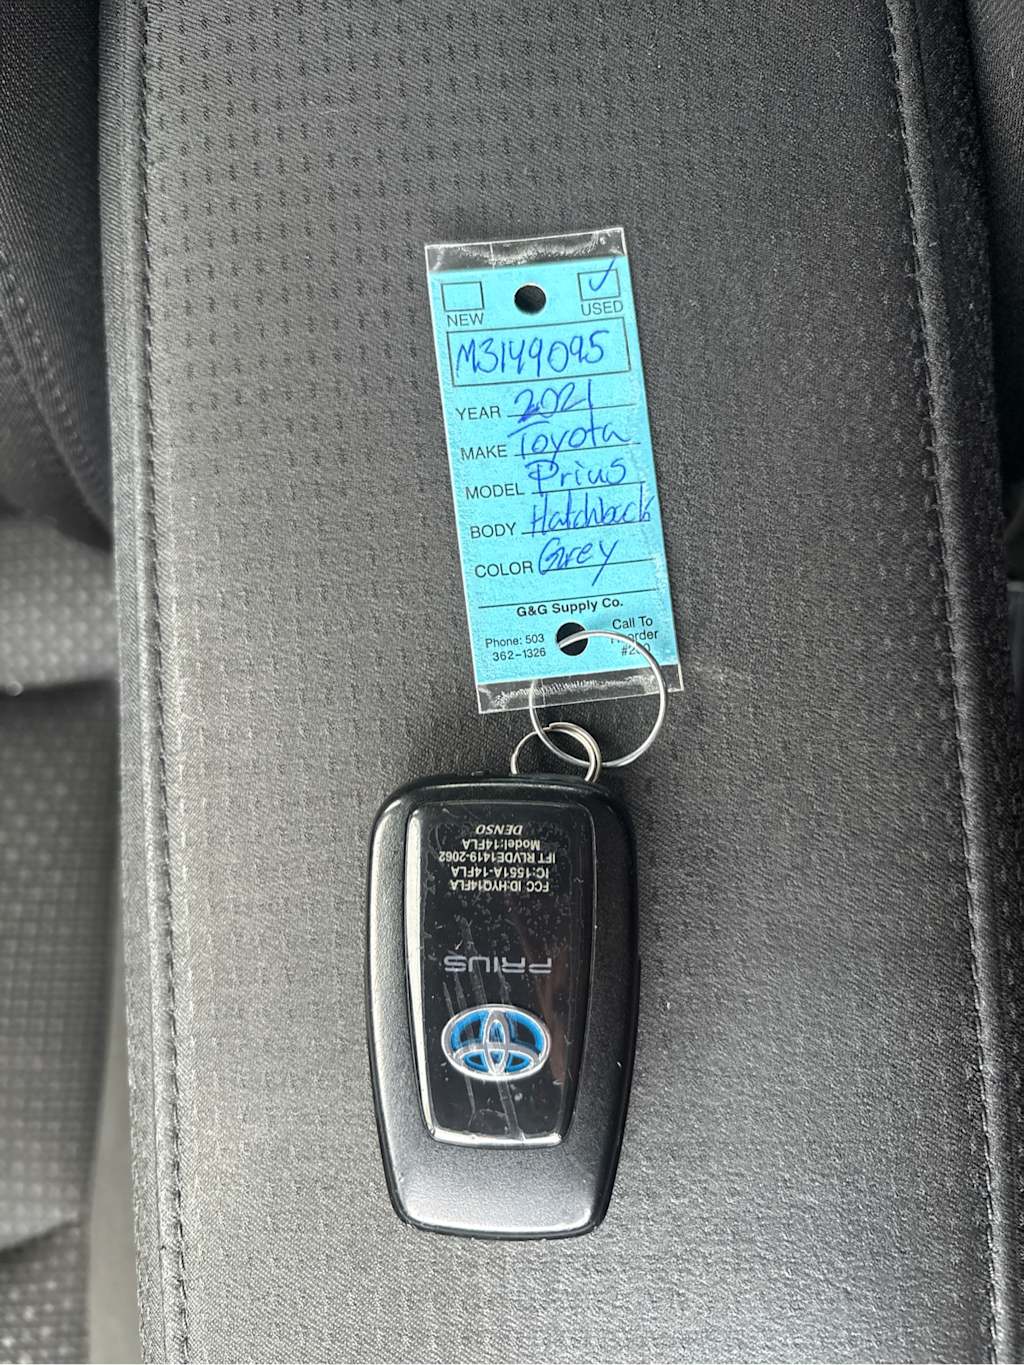 NEW USED
M3149095
YEAR 2021
MAKE Toyota
MODEL Prius
BODY Hatchback
COLOR Grey
G&G Supply Co.
Phone: 503 Call To
362-1326
DENSO
Model:14FLA
IFT RLVDE1419-2062
IC:1551A-14FLA
FCC ID:HYQ14FLA
PRIUS